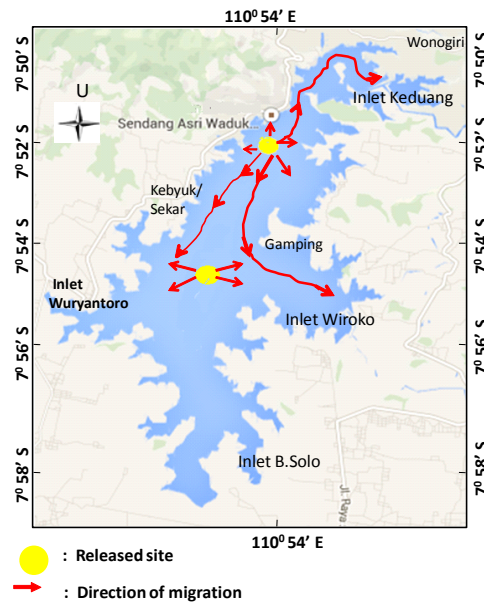 110⁰ 54′ E
7⁰ 50′ S
7⁰ 50′ S
Wonogiri
Inlet Keduang
U
Sendang Asri Waduk...
7⁰ 52′ S
7⁰ 52′ S
Kebyuk/
Sekar
7⁰ 54′ S
7⁰ 54′ S
Gamping
Inlet
Wuryantoro
Inlet Wiroko
7⁰ 56′ S
7⁰ 56′ S
Inlet B.Solo
7⁰ 58′ S
7⁰ 58′ S
Jl. Raya
110⁰ 54′ E
: Released site
: Direction of migration